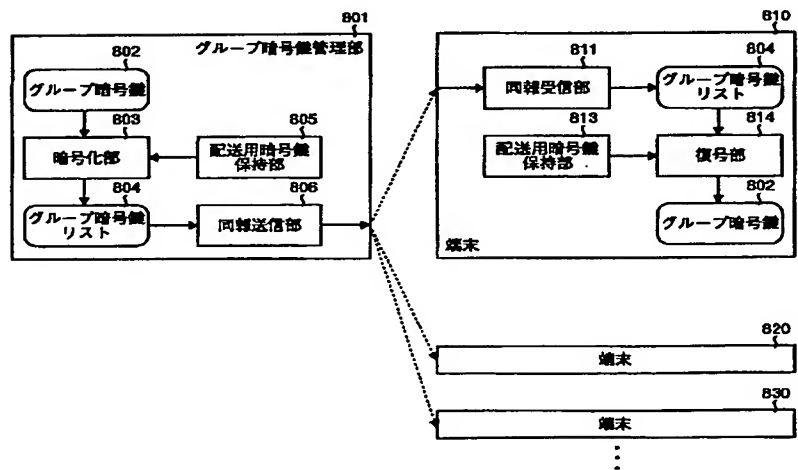 801
グループ暗号鍵管理部
802
グループ暗号鍵
803
暗号化部
805
配送用暗号鍵
保持部
804
グループ暗号鍵
リスト
806
同報送信部
810
811
同報受信部
804
グループ暗号鍵
リスト
813
配送用暗号鍵
保持部
814
復号部
802
グループ暗号鍵
端末
820
端末
830
端末